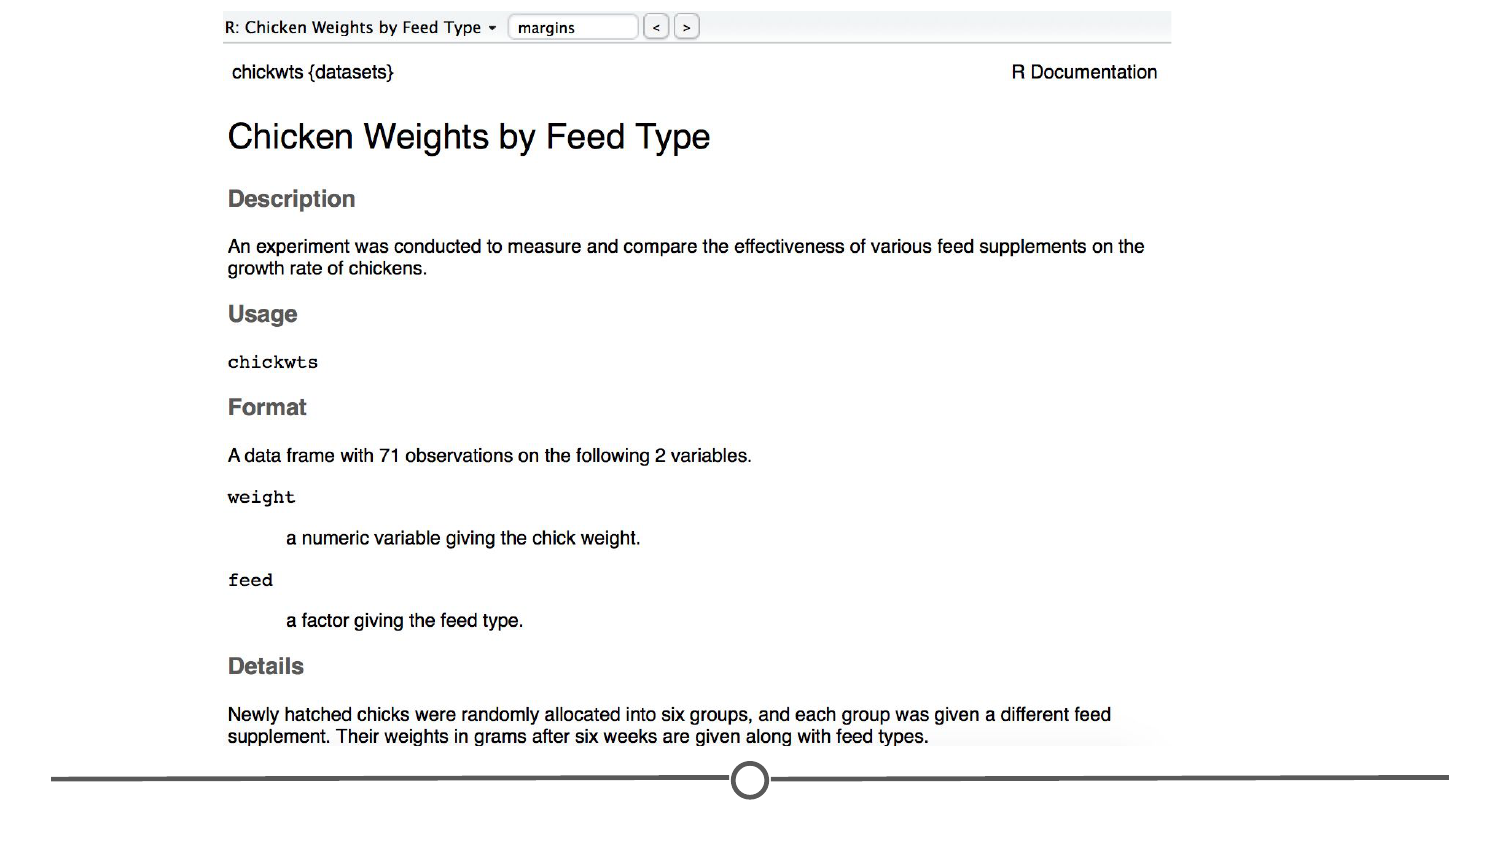 R: Chicken Weights by Feed Type margins < >
chickwts {datasets} R Documentation
Chicken Weights by Feed Type
Description
An experiment was conducted to measure and compare the effectiveness of various feed supplements on the
growth rate of chickens.
Usage
chickwts
Format
A data frame with 71 observations on the following 2 variables.
weight
a numeric variable giving the chick weight.
feed
a factor giving the feed type.
Details
Newly hatched chicks were randomly allocated into six groups, and each group was given a different feed
supplement. Their weights in grams after six weeks are given along with feed types.